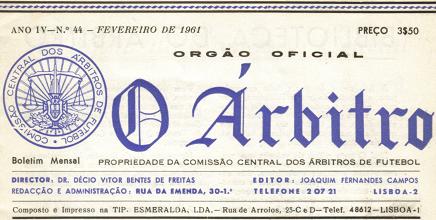 ANO IV—N.º 44 — FEVEREIRO DE 1961 PREÇO 3$50
ORGÃO OFICIAL
COMISSÃO CENTRAL DOS ÁRBITROS DE FUTEBOL
O Árbitro
Boletim Mensal PROPRIEDADE DA COMISSÃO CENTRAL DOS ÁRBITROS DE FUTEBOL
DIRECTOR: DR. DÉCIO VITOR BENTES DE FREITAS EDITOR: JOAQUIM FERNANDES CAMPOS
REDACÇÃO E ADMINISTRAÇÃO: RUA DA EMENDA, 30-1.º TELEFONE 2 07 21 LISBOA-2
Composto e Impresso na TIP. ESMERALDA, LDA.—Rua de Arroios, 23-C e D—Telef. 48612—LISBOA-1